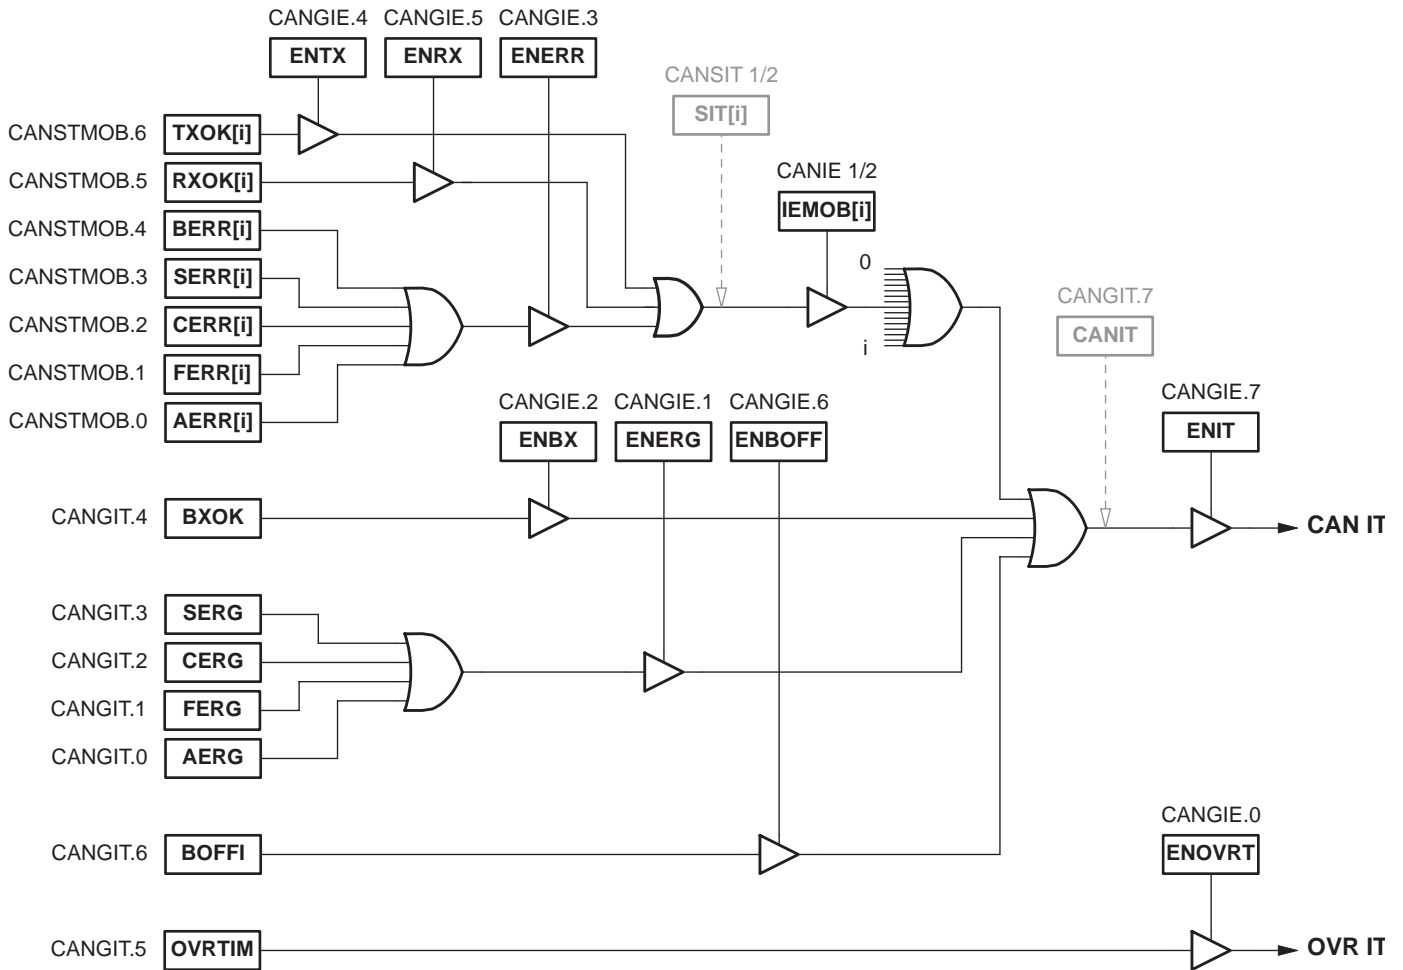 CANGIE.4 CANGIE.5 CANGIE.3
ENTX ENRX ENERR
CANSIT 1/2
SIT[i]
CANSTMOB.6 TXOK[i]
CANIE 1/2
CANSTMOB.5 RXOK[i]
IEMOB[i]
CANSTMOB.4 BERR[i]
0
CANSTMOB.3 SERR[i]
CANGIT.7
CANSTMOB.2 CERR[i]
CANIT
i
CANSTMOB.1 FERR[i]
CANGIE.7
CANGIE.2 CANGIE.1 CANGIE.6
CANSTMOB.0 AERR[i]
ENIT
ENBX ENERG ENBOFF
CANGIT.4 BXOK
CAN IT
CANGIT.3 SERG
CANGIT.2 CERG
CANGIT.1 FERG
CANGIT.0 AERG
CANGIE.0
CANGIT.6 BOFFI
ENOVRT
CANGIT.5 OVRTIM
OVR IT